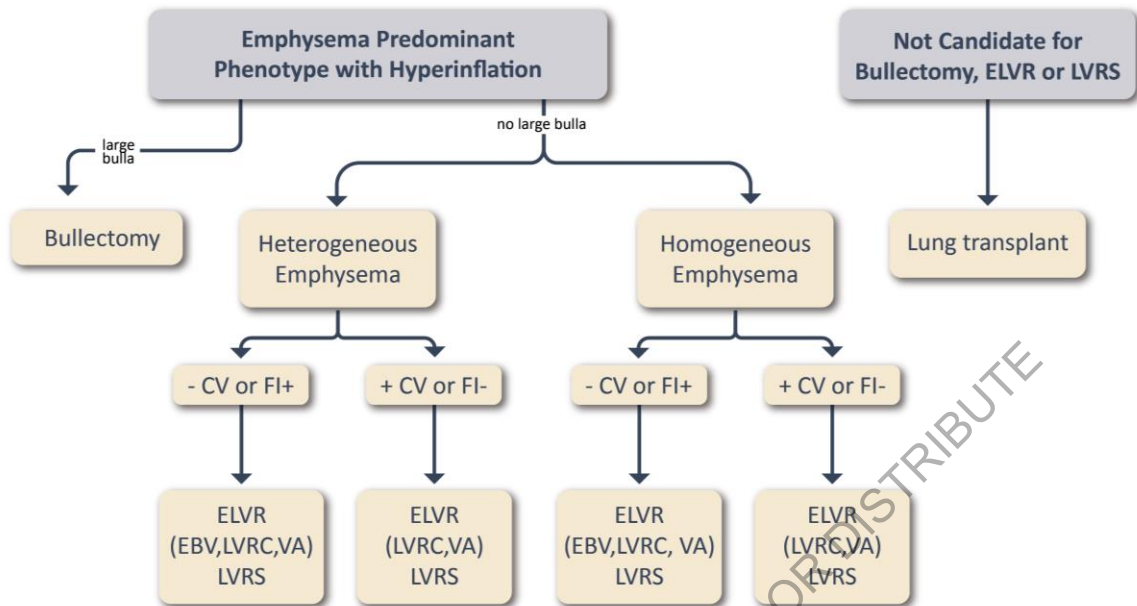 Emphysema Predominant
Phenotype with Hyperinflation
Not Candidate for
Bullectomy, ELVR or LVRS
large
bulla
no large bulla
Bullectomy
Heterogeneous
Emphysema
Homogeneous
Emphysema
Lung transplant
- CV or FI+
+ CV or FI-
- CV or FI+
+ CV or FI-
ELVR
(EBV,LVRC,VA)
LVRS
ELVR
(LVRC,VA)
LVRS
ELVR
(EBV,LVRC, VA)
LVRS
ELVR
(LVRC,VA)
LVRS
OR DISTRIBUTE